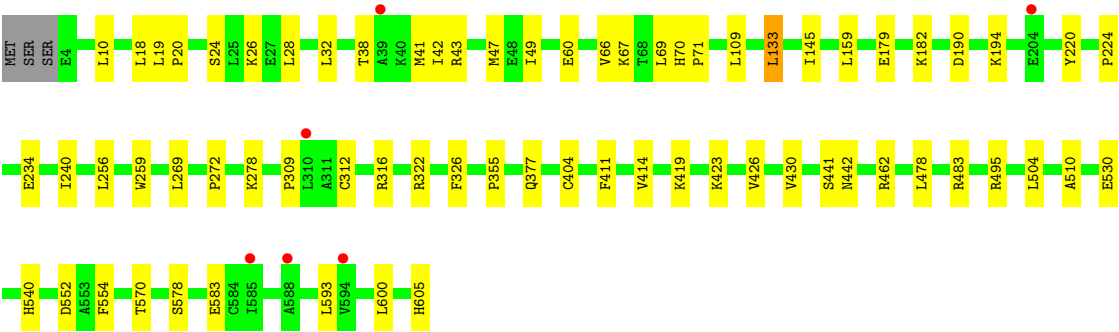 MET SER SER E4 L10 L18 L19 P20 S24 L25 K26 E27 L28 L32 T38 A39 K40 M41 I42 R43 M47 E48 I49 E60 V66 K67 T68 L69 H70 P71 L109 L133 I145 L159 E179 K182 D190 K194 E204 Y220 P224
E234 I240 L256 W259 L269 P272 K278 P309 L310 A311 C312 R316 R322 F326 P355 Q377 C404 F411 V414 K419 K423 V426 V430 S441 N442 R462 L478 R483 R495 L504 A510 E530
H540 D552 A553 F554 T570 S578 E583 C584 I585 A588 L593 V594 L600 H605